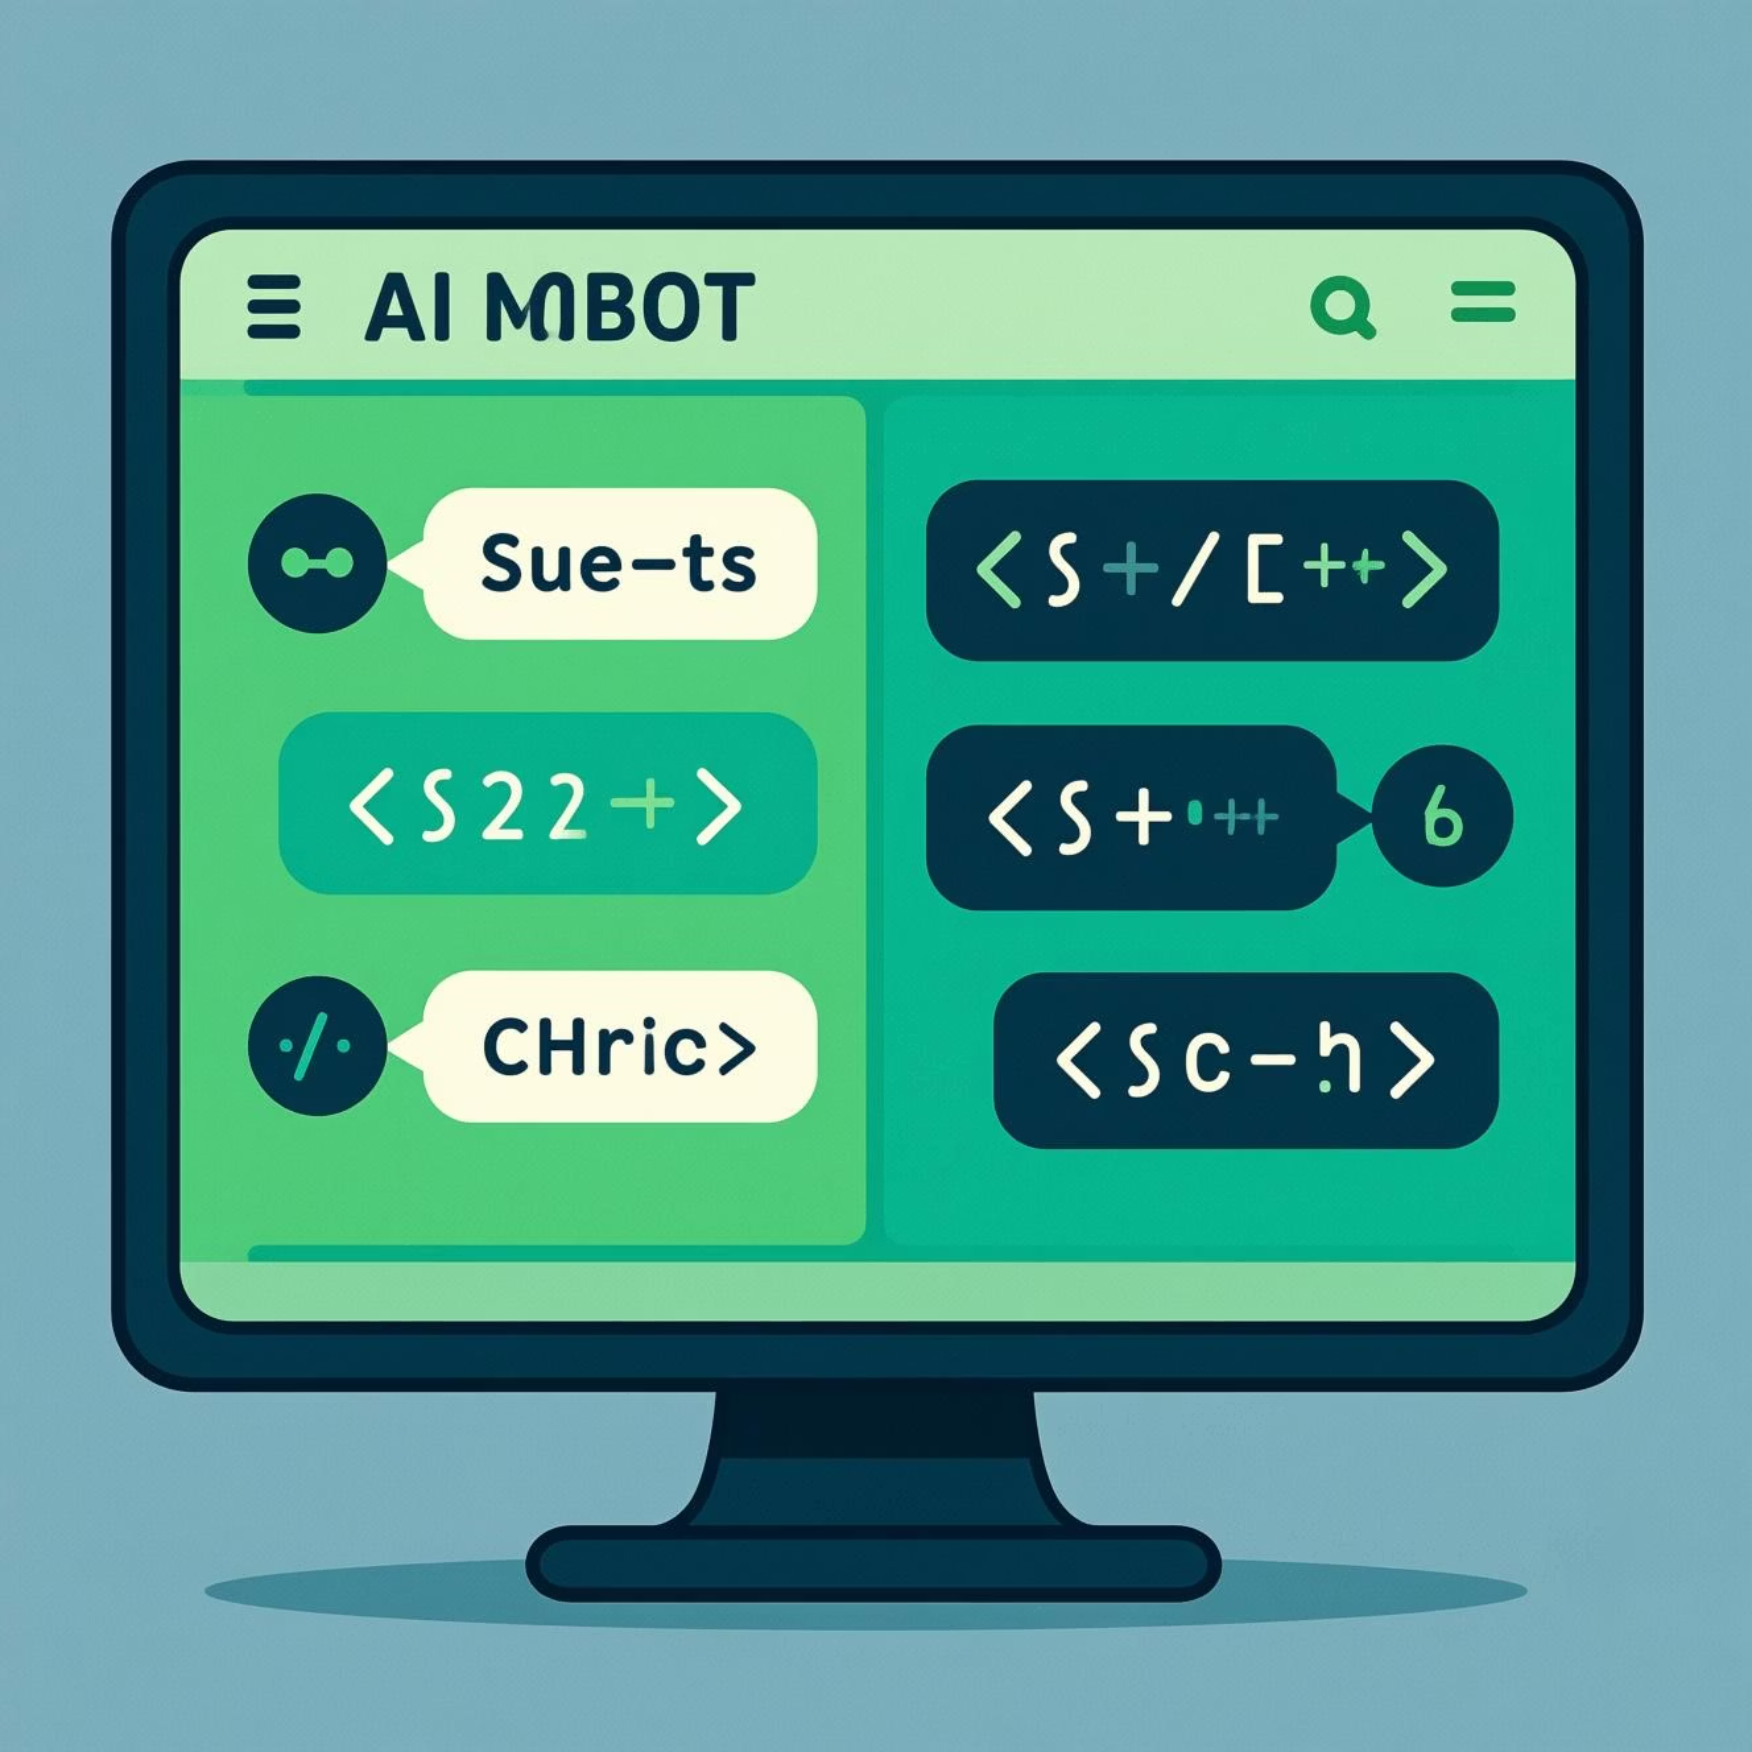 AI MBOT
Sue-ts
<S22+>
CHric>
<S+/C++>
<S+·++
6
<Sc-h>